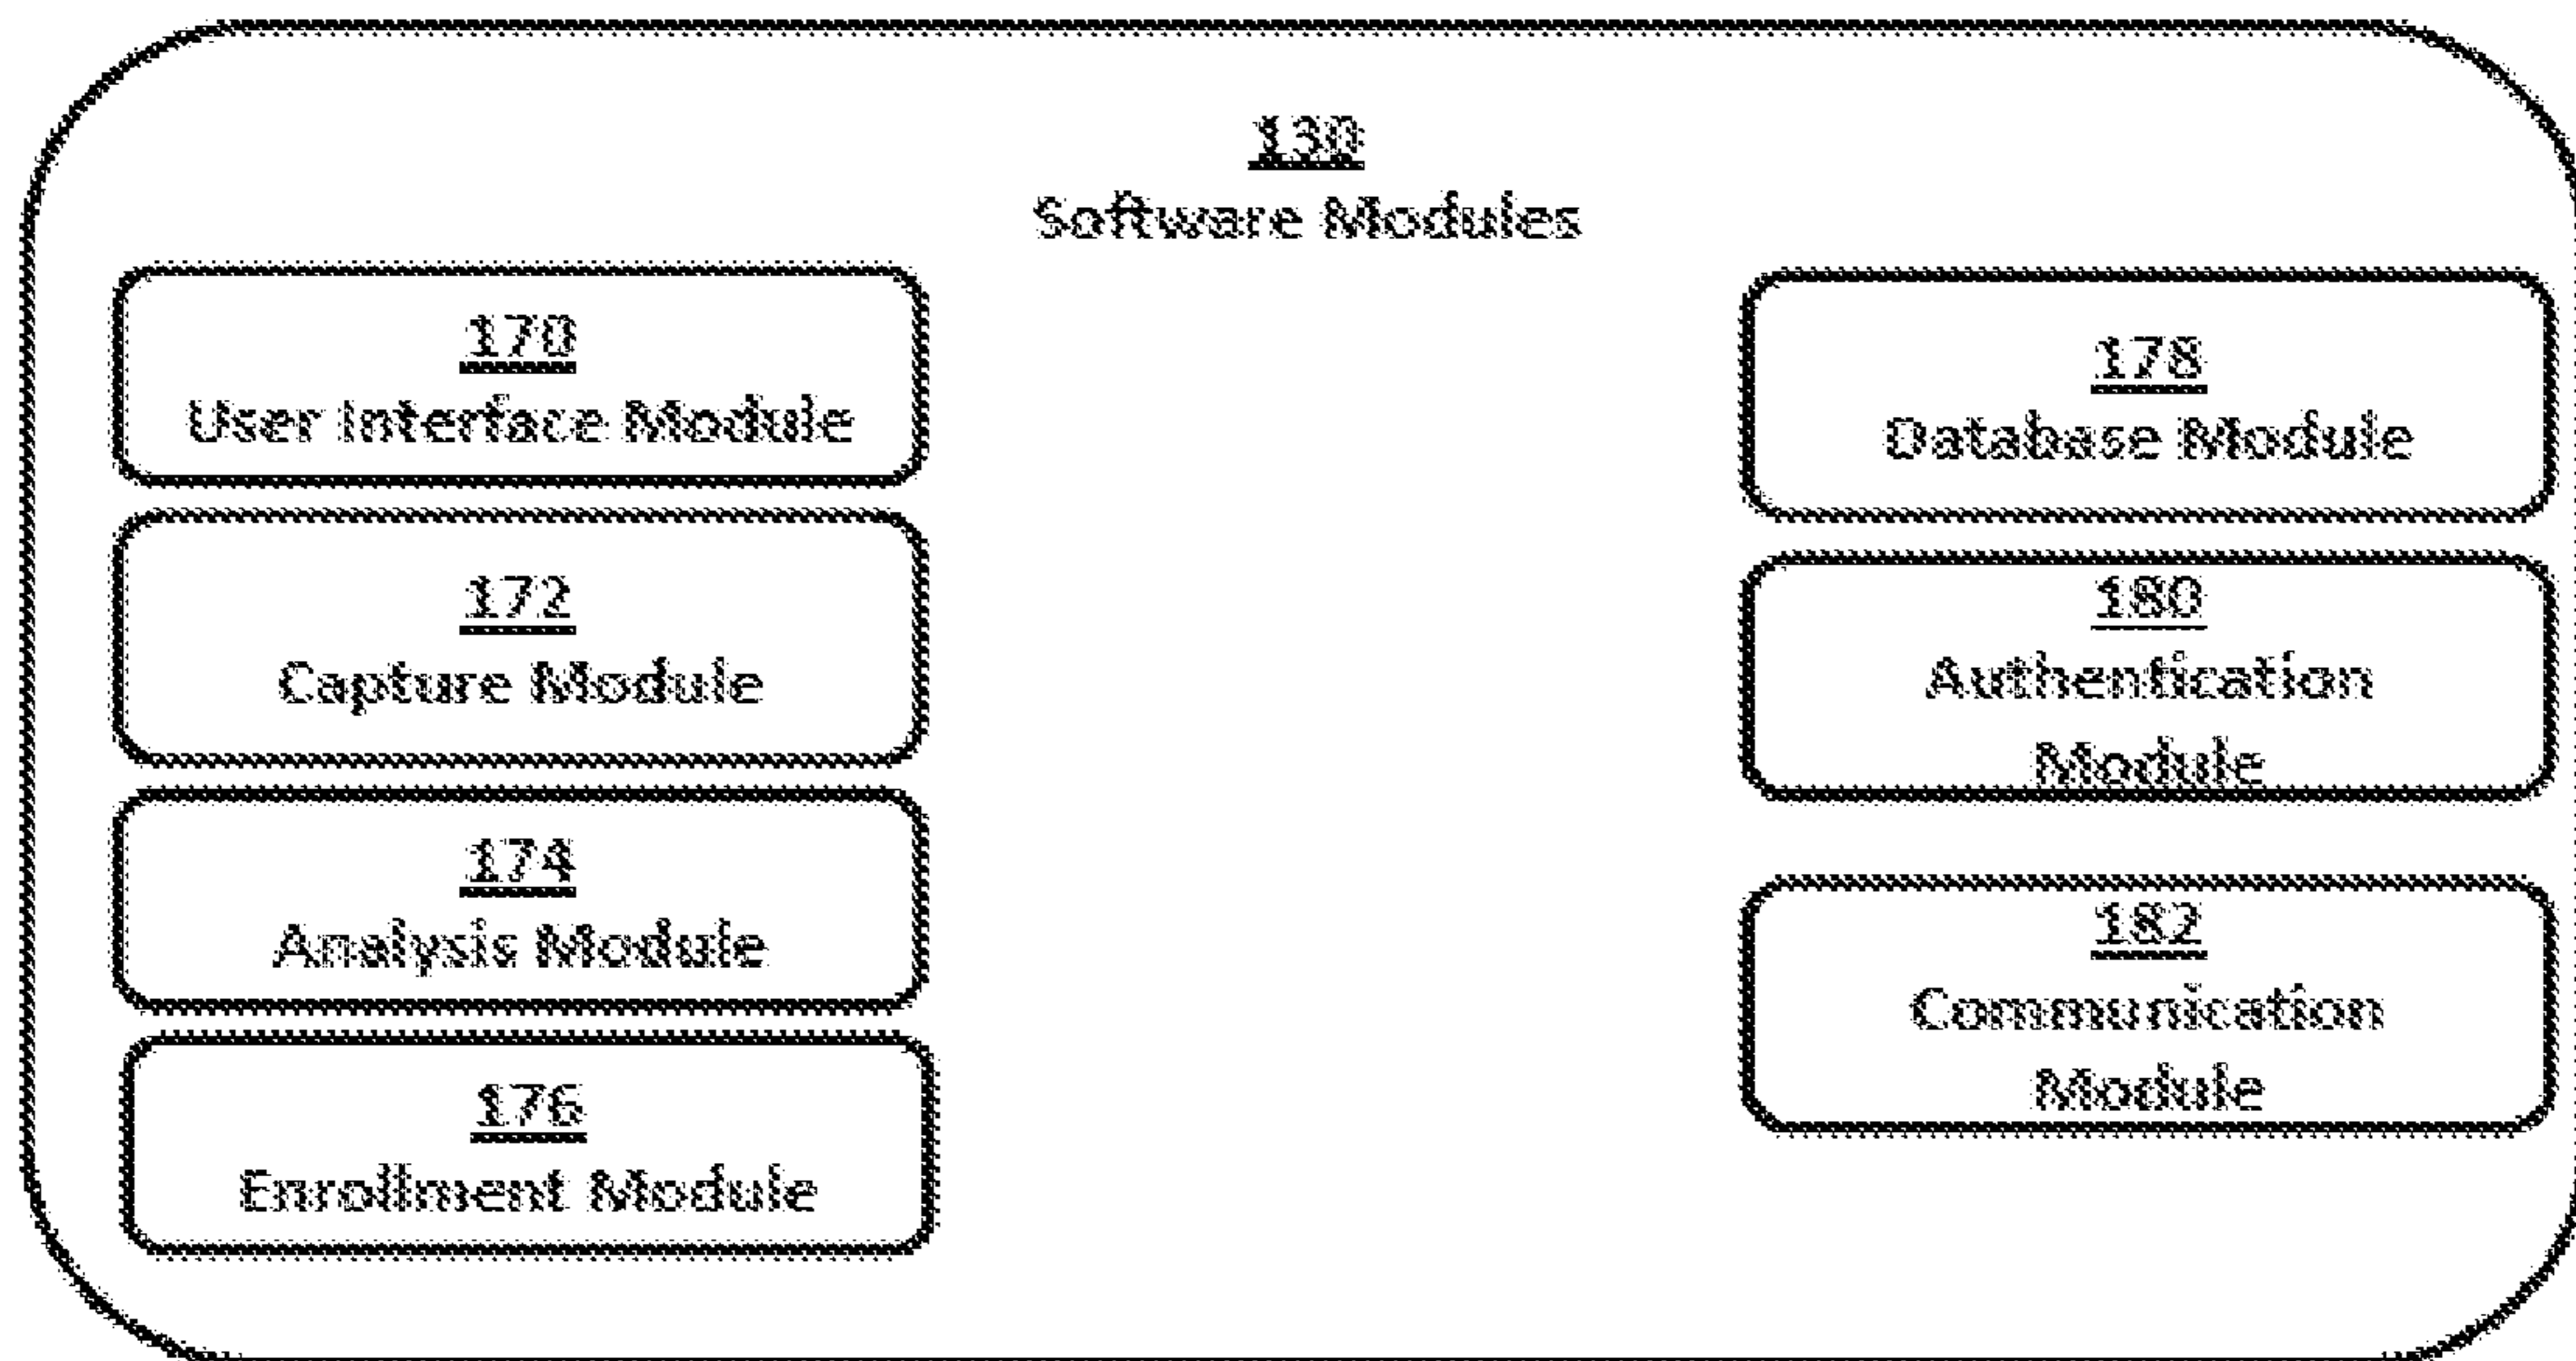 130
Software Modules
170
User Interface Module
172
Capture Module
174
Analysis Module
176
Enrollment Module
178
Database Module
180
Authentication
Module
182
Communication
Module